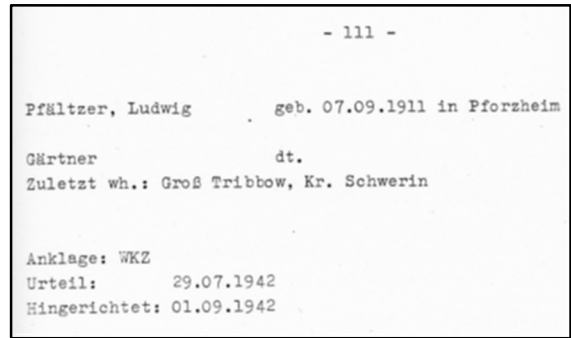 - 111 -
Pfältzer, Ludwig geb. 07.09.1911 in Pforzheim
Gärtner dt.
Zuletzt wh.: Groß Tribbow, Kr. Schwerin
Anklage: WKZ
Urteil: 29.07.1942
Hingerichtet: 01.09.1942